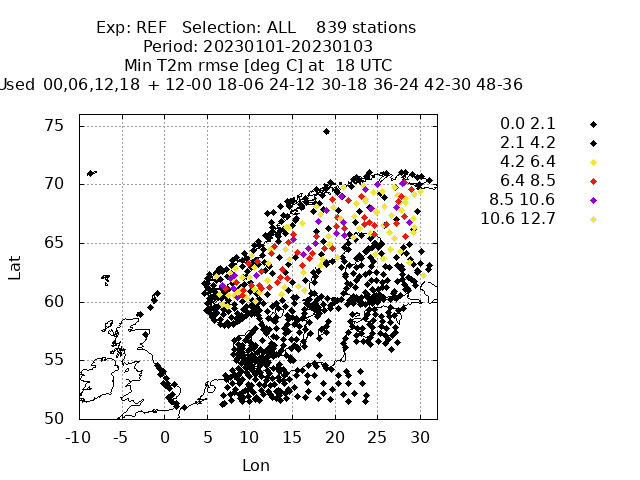 Exp: REF   Selection: ALL    839 stations
Period: 20230101-20230103
Min T2m rmse [deg C] at  18 UTC
00,06,12,18 + 12-00 18-06 24-12 30-18 36-24 42-30 48-36
75
70
65
60
55
50
-10 -5 0 5 10 15 20 25 30
Lat
Lon
0.0 2.1
2.1 4.2
4.2 6.4
6.4 8.5
8.5 10.6
10.6 12.7